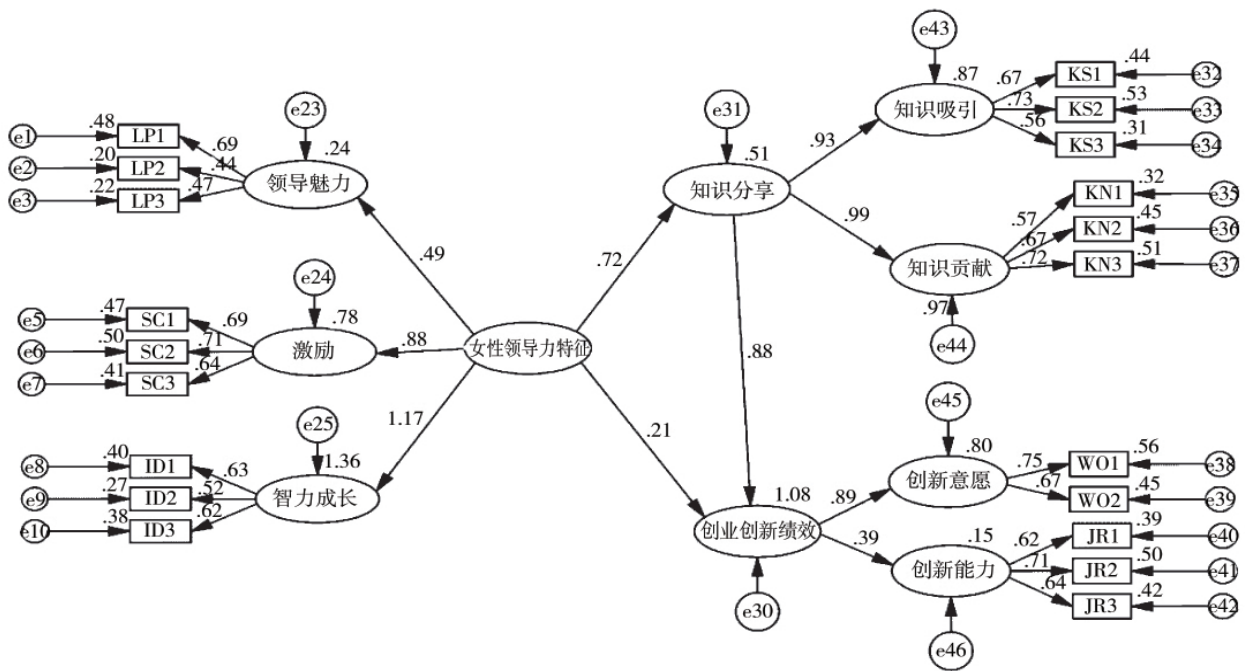 e43
.87
.67
KS1
.44
e32
.73
KS2
.53
e33
.56
KS3
.31
e34
知识吸引
e31
.51
.93
知识分享
.99
e23
.24
领导魅力
e1
.48
LP1
.69
e2
.20
LP2
.44
e3
.22
LP3
.47
.57
KN1
.32
e35
.67
KN2
.45
e36
.72
KN3
.51
e37
知识贡献
.97
e44
.49
.72
e24
.78
激励
.88
女性领导力特征
.88
e5
.47
SC1
.69
e6
.50
SC2
.71
e7
.41
SC3
.64
1.17
.21
e25
1.36
智力成长
e8
.40
ID1
.63
e9
.27
ID2
.52
e10
.38
ID3
.62
e45
.80
创新意愿
.75
WO1
.56
e38
.67
WO2
.45
e39
1.08
.89
创业创新绩效
.39
e30
.15
创新能力
.62
JR1
.39
e40
.71
JR2
.50
e41
.64
JR3
.42
e42
e46